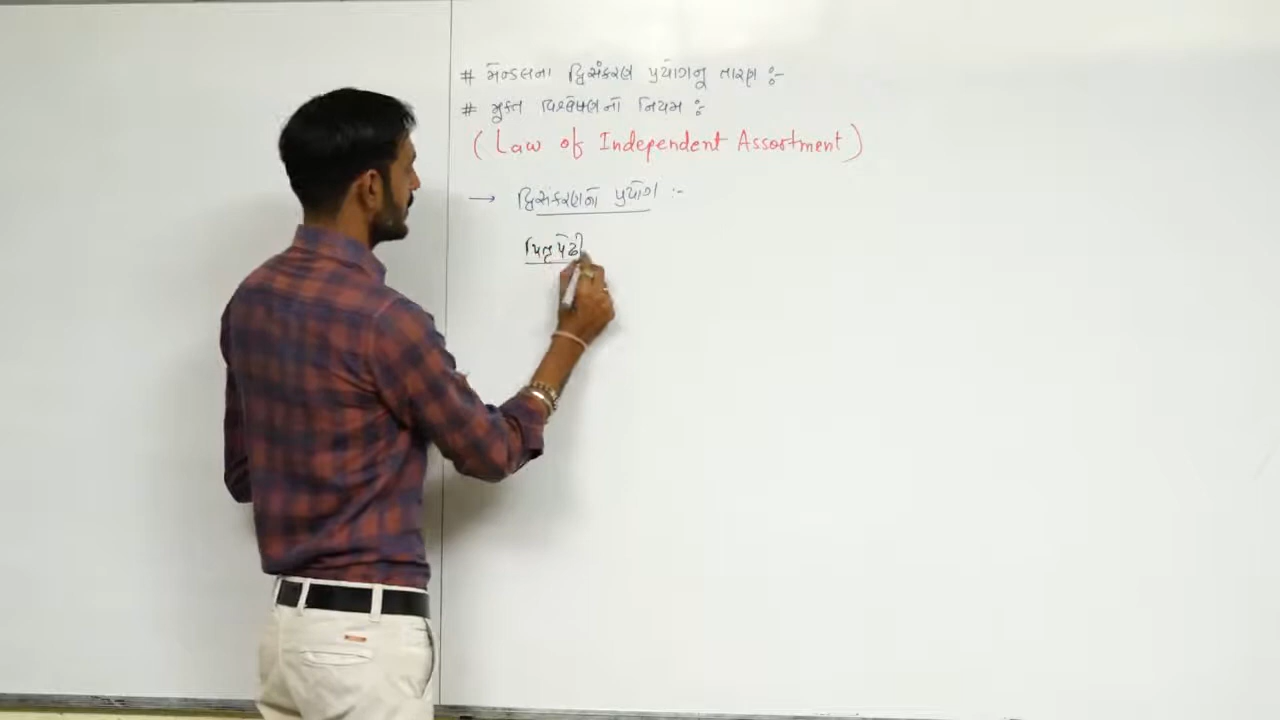 # મેન્ડલના દ્વિસંકરણ પ્રયોગનું તારણ :-
# મુક્ત વિશ્લેષણનો નિયમ :-
( Law of Independent Assortment )
→ દ્વિસંકરણનો પ્રયોગ :-
પિતૃપેઢી